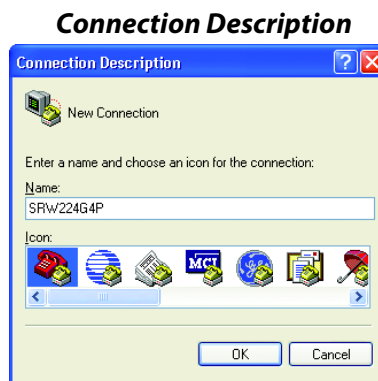 Connection Description
Connection Description
New Connection
Enter a name and choose an icon for the connection:
Name:
SRW224G4P
Icon:
MCI
OK Cancel